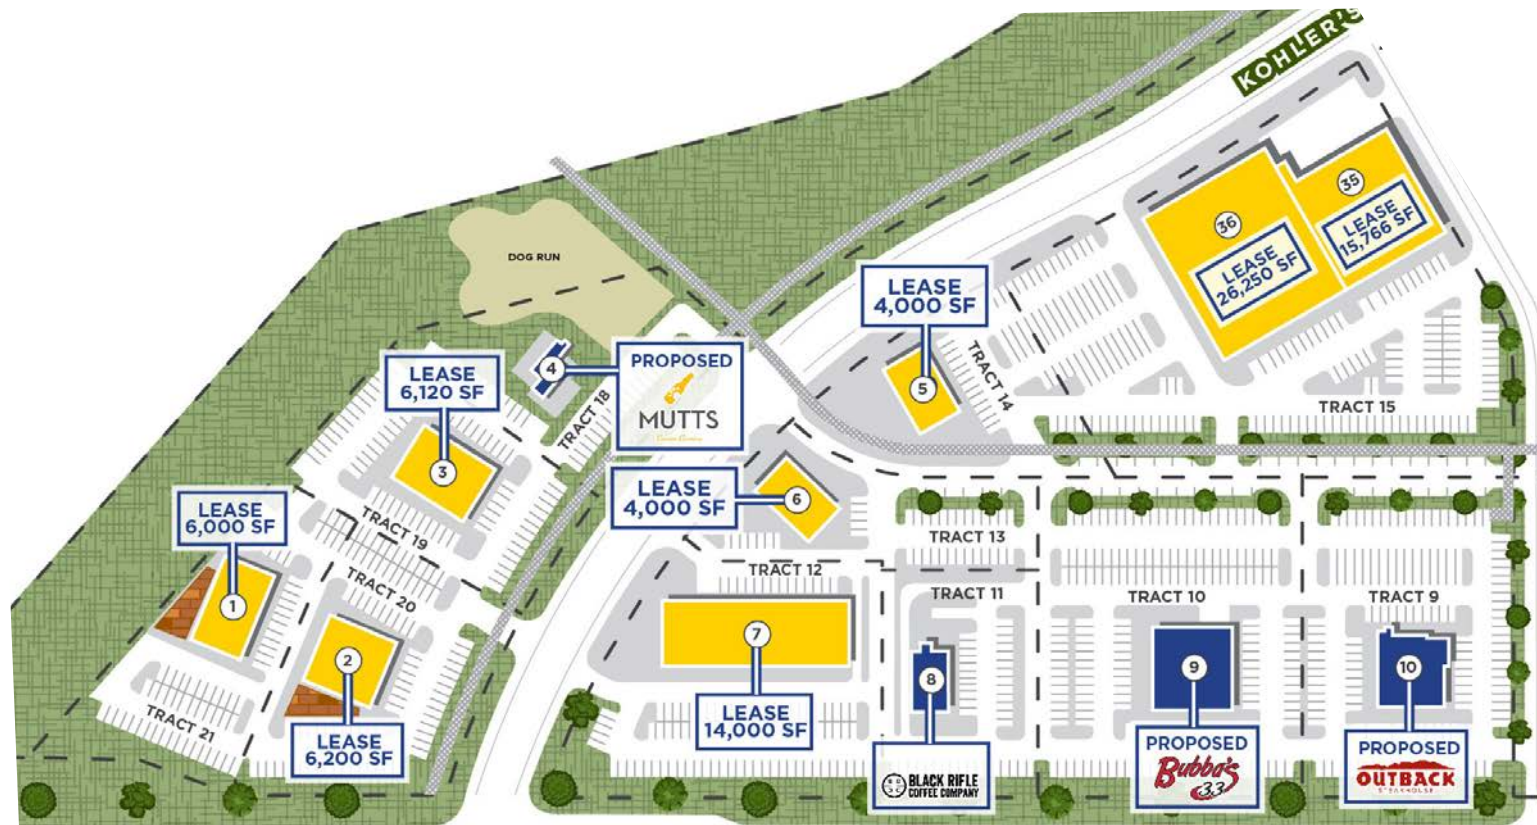 KOHLER'S
35
LEASE
15,766 SF
36
LEASE
26,250 SF
DOG RUN
LEASE
4,000 SF
5
TRACT 14
TRACT 15
4
PROPOSED
MUTTS
TRACT 18
LEASE
6,120 SF
3
TRACT 19
LEASE
4,000 SF
6
LEASE
6,000 SF
1
TRACT 20
2
LEASE
6,200 SF
TRACT 21
TRACT 12
7
LEASE
14,000 SF
TRACT 13
TRACT 11
8
BLACK RIFLE
COFFEE COMPANY
TRACT 10
9
PROPOSED
Bubba's
33
TRACT 9
10
PROPOSED
OUTBACK
STEAKHOUSE